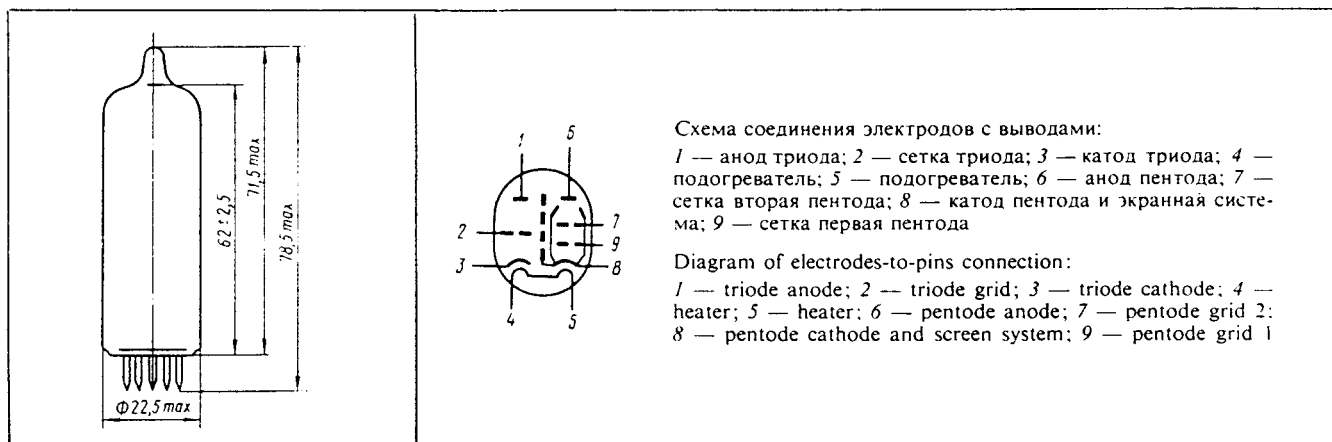 62±2,5
71,5 max
78,5 max
Ф22,5 max
1
6
2
7
9
3
8
4
5
Схема соединения электродов с выводами:
1 — анод триода; 2 — сетка триода; 3 — катод триода; 4 —
подогреватель; 5 — подогреватель; 6 — анод пентода; 7 —
сетка вторая пентода; 8 — катод пентода и экранная систе-
ма; 9 — сетка первая пентода
Diagram of electrodes-to-pins connection:
1 — triode anode; 2 — triode grid; 3 — triode cathode; 4 —
heater; 5 — heater; 6 — pentode anode; 7 — pentode grid 2;
8 — pentode cathode and screen system; 9 — pentode grid 1